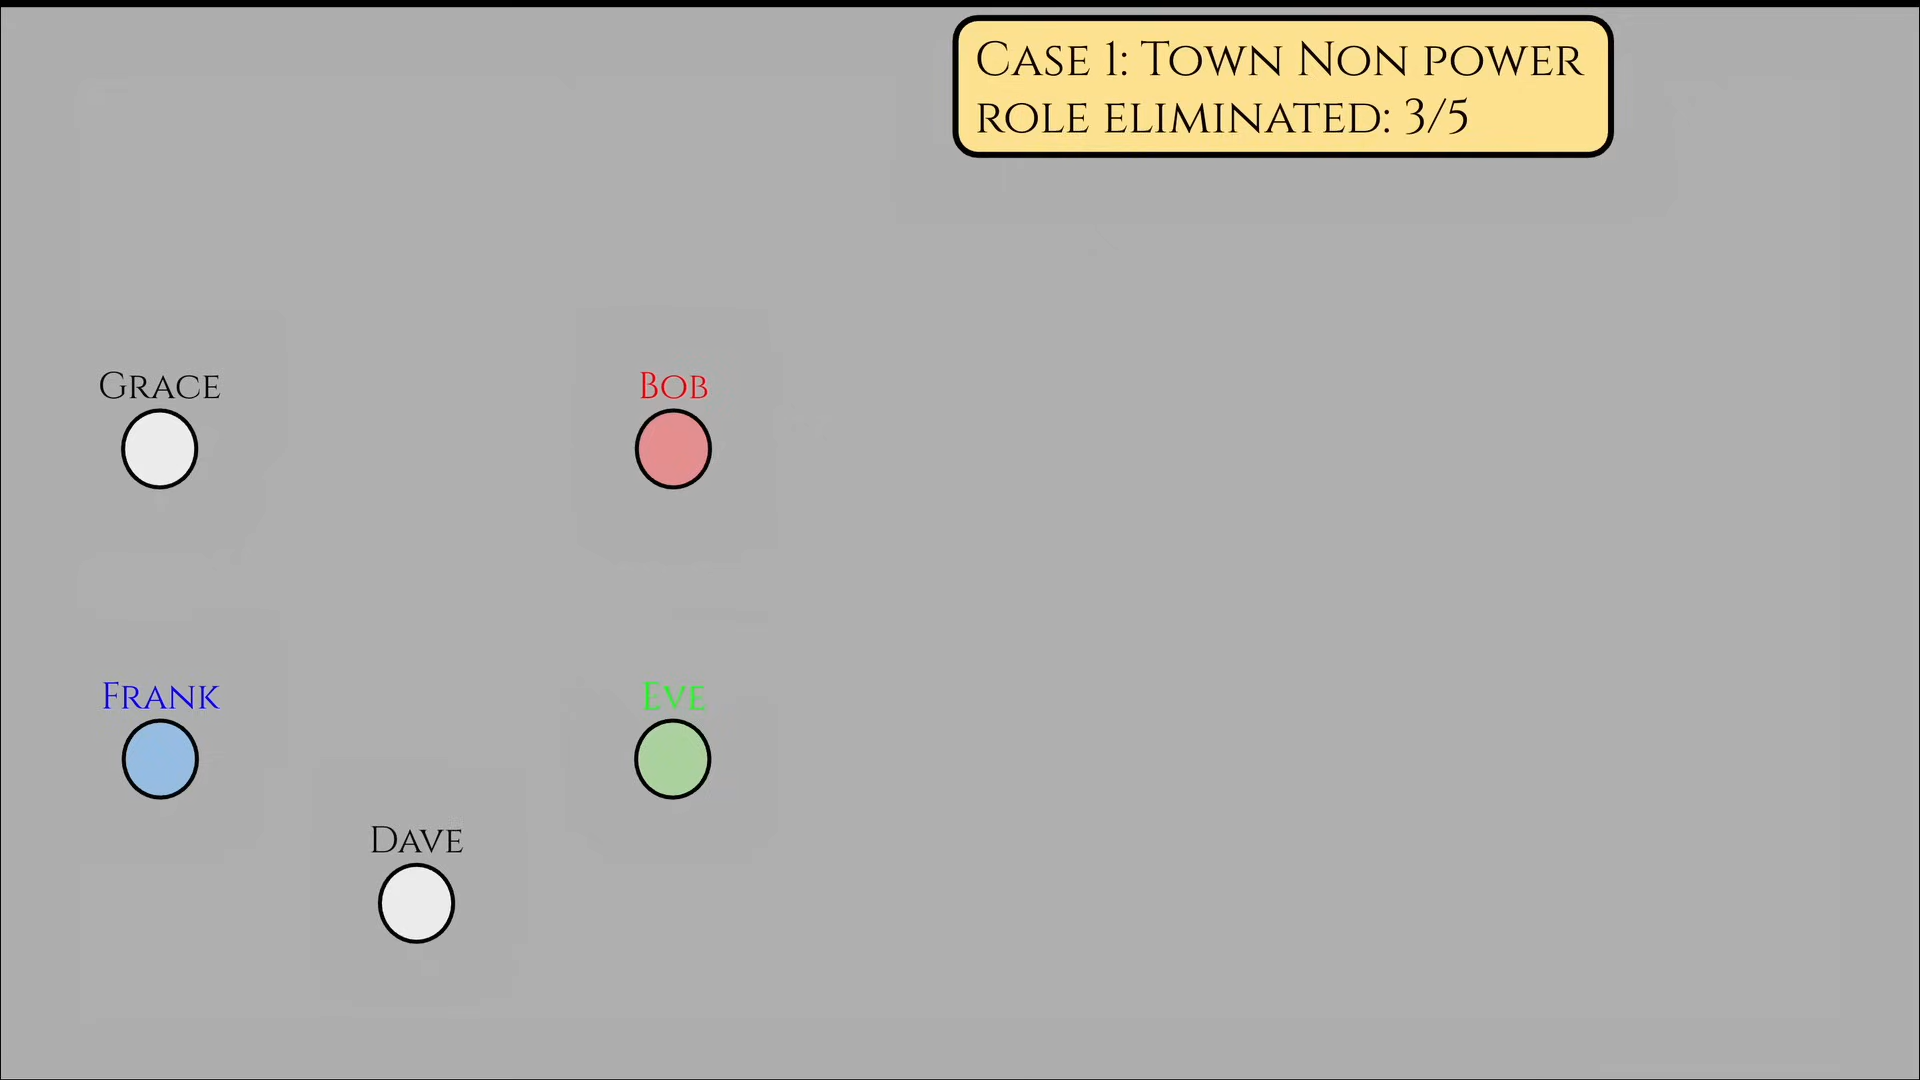 Case 1: Town Non power
role eliminated: 3/5
Grace
Bob
Frank
Eve
Dave